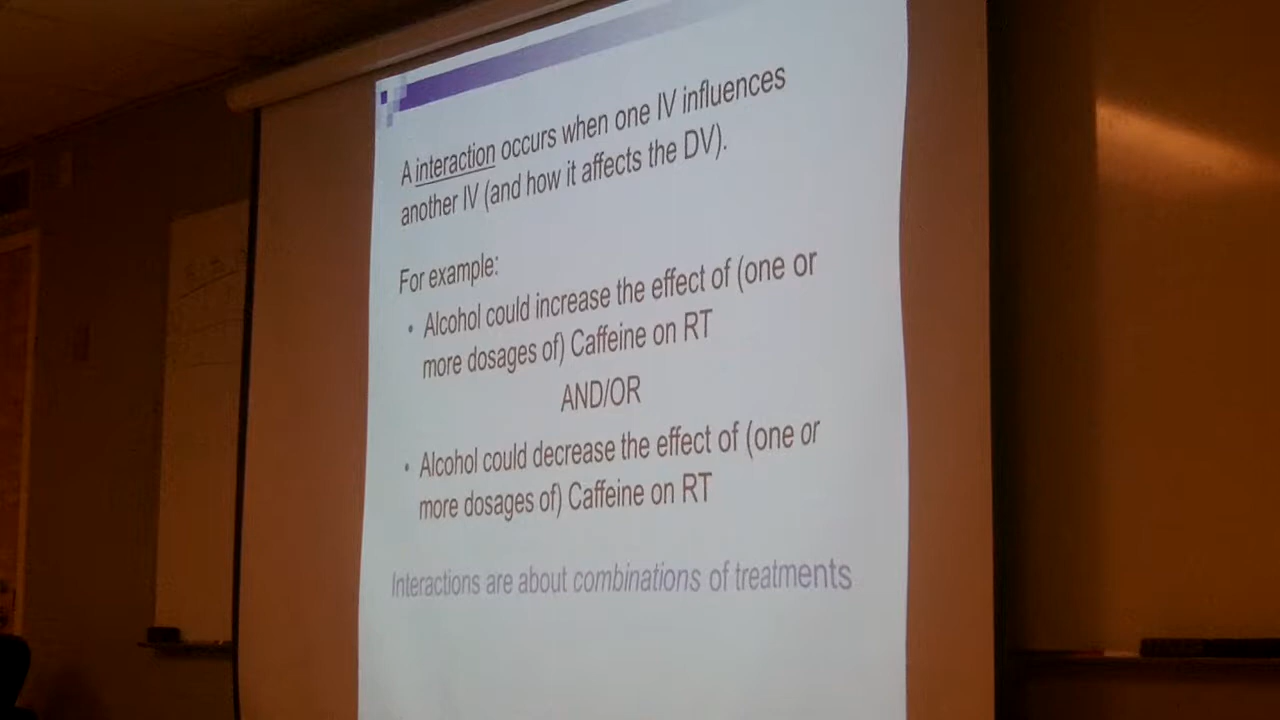 A interaction occurs when one IV influences
another IV (and how it affects the DV).
For example:
• Alcohol could increase the effect of (one or
more dosages of) Caffeine on RT
AND/OR
• Alcohol could decrease the effect of (one or
more dosages of) Caffeine on RT
Interactions are about combinations of treatments